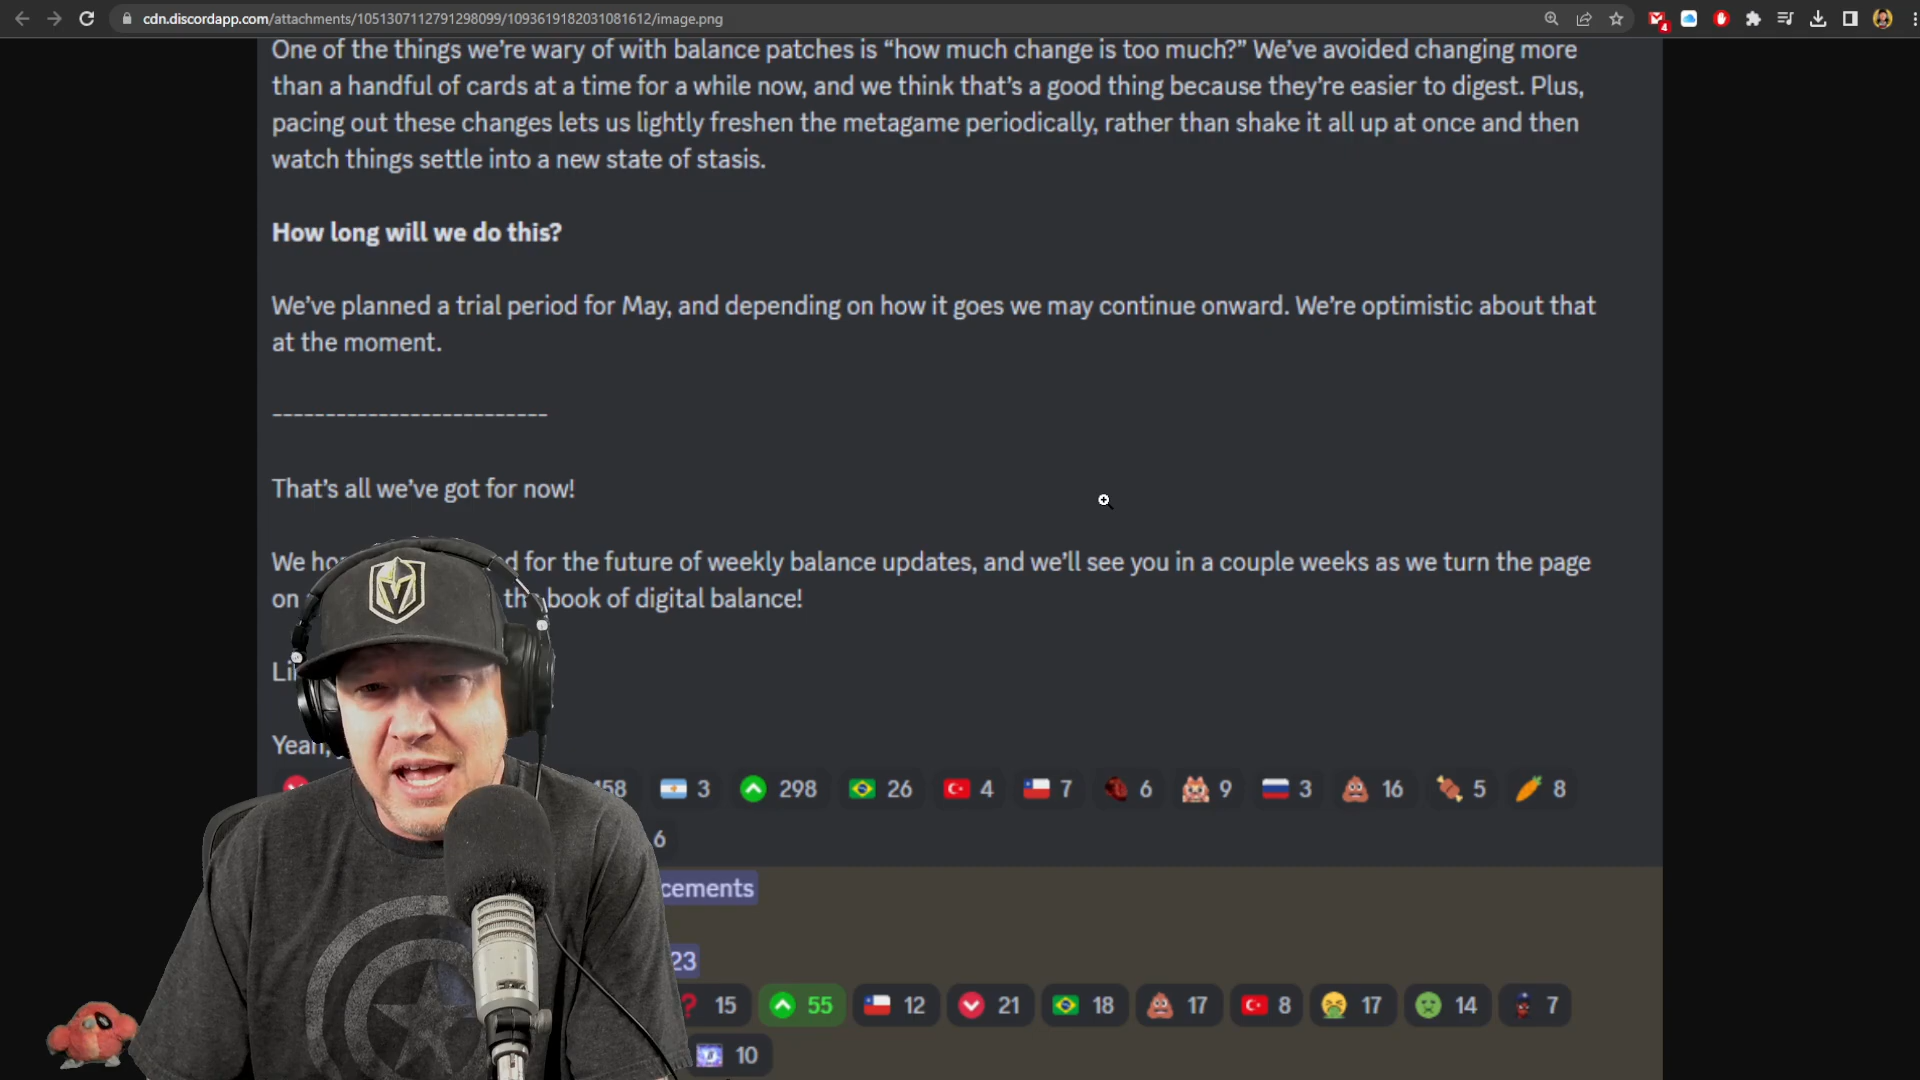 cdn.discordapp.com/attachments/1051307112791298099/1093619182031081612/image.png
4
One of the things we're wary of with balance patches is “how much change is too much?” We've avoided changing more
than a handful of cards at a time for a while now, and we think that's a good thing because they're easier to digest. Plus,
pacing out these changes lets us lightly freshen the metagame periodically, rather than shake it all up at once and then
watch things settle into a new state of stasis.
How long will we do this?
We've planned a trial period for May, and depending on how it goes we may continue onward. We're optimistic about that
at the moment.
--------------------------
That's all we've got for now!
We d for the future of weekly balance updates, and we'll see you in a couple weeks as we turn the page
on the book of digital balance!
Yeah,
158 3 298 26 4 7 6 9 3 16 5 8
6
cements
23
15 55 12 21 18 17 8 17 14 7
10